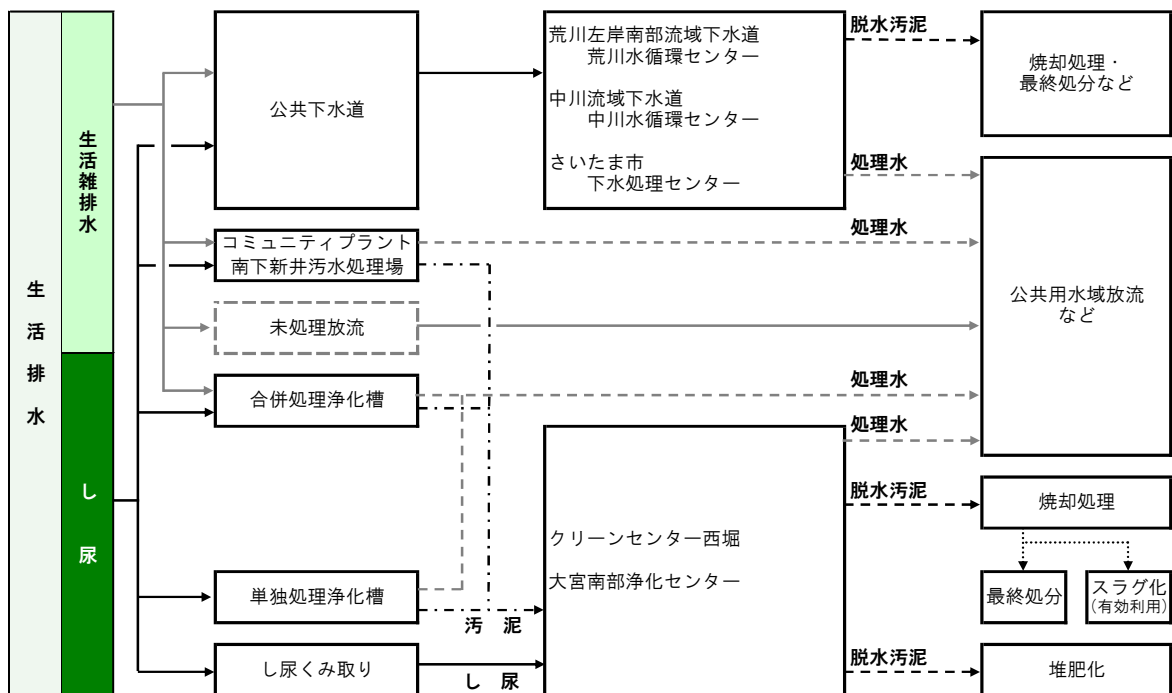 生活排水
生活雑排水
し尿
公共下水道
コミュニティプラント
南下新井汚水処理場
未処理放流
合併処理浄化槽
単独処理浄化槽
し尿くみ取り
汚泥
し尿
荒川左岸南部流域下水道
荒川水循環センター
中川流域下水道
中川水循環センター
さいたま市
下水処理センター
クリーンセンター西堀
大宮南部浄化センター
脱水汚泥
処理水
処理水
処理水
処理水
脱水汚泥
脱水汚泥
焼却処理・
最終処分など
公共用水域放流
など
焼却処理
最終処分
スラグ化
(有効利用)
堆肥化